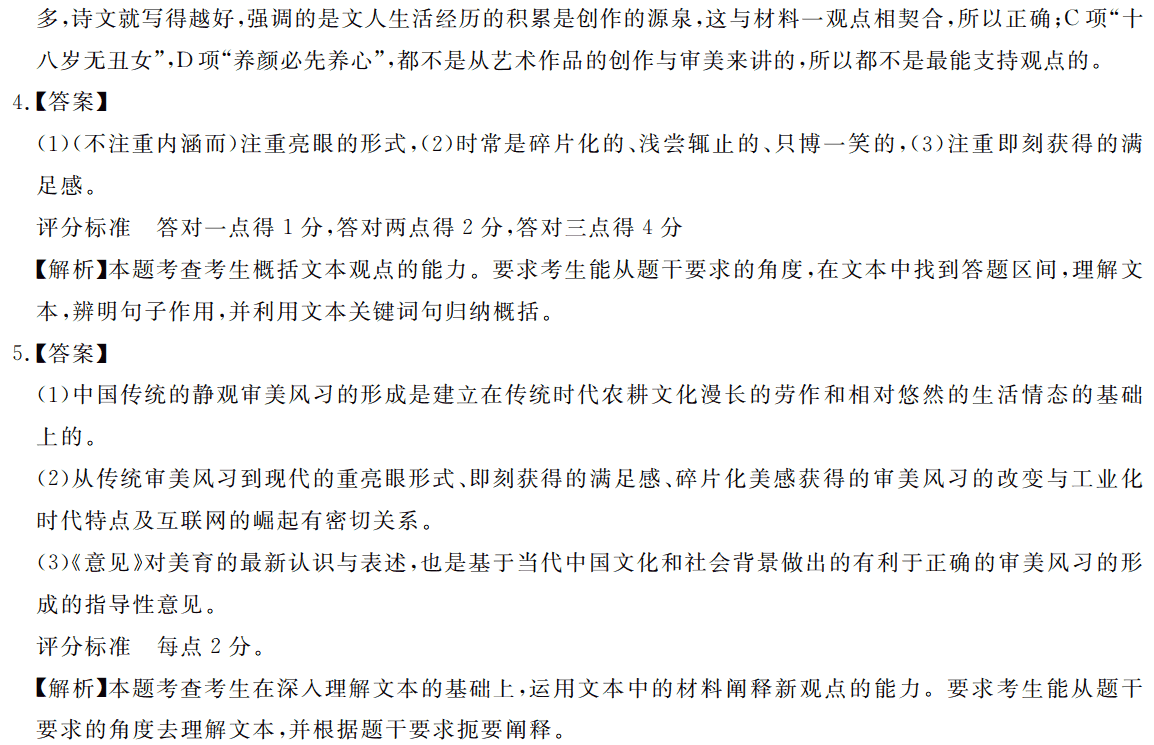 多,诗文就写得越好,强调的是文人生活经历的积累是创作的源泉,这与材料一观点相契合,所以正确;C 项“十
八岁无丑女”,D 项“养颜必先养心”,都不是从艺术作品的创作与审美来讲的,所以都不是最能支持观点的。
4.【答案】
(1)(不注重内涵而)注重亮眼的形式,(2)时常是碎片化的、浅尝辄止的、只博一笑的,(3)注重即刻获得的满
足感。
评分标准　答对一点得 1 分,答对两点得 2 分,答对三点得 4 分
【解析】本题考查考生概括文本观点的能力。要求考生能从题干要求的角度,在文本中找到答题区间,理解文
本,辨明句子作用,并利用文本关键词句归纳概括。
5.【答案】
(1)中国传统的静观审美风习的形成是建立在传统时代农耕文化漫长的劳作和相对悠然的生活情态的基础
上的。
(2)从传统审美风习到现代的重亮眼形式、即刻获得的满足感、碎片化美感获得的审美风习的改变与工业化
时代特点及互联网的崛起有密切关系。
(3)《意见》对美育的最新认识与表述,也是基于当代中国文化和社会背景做出的有利于正确的审美风习的形
成的指导性意见。
评分标准　每点 2 分。
【解析】本题考查考生在深入理解文本的基础上,运用文本中的材料阐释新观点的能力。要求考生能从题干
要求的角度去理解文本,并根据题干要求扼要阐释。